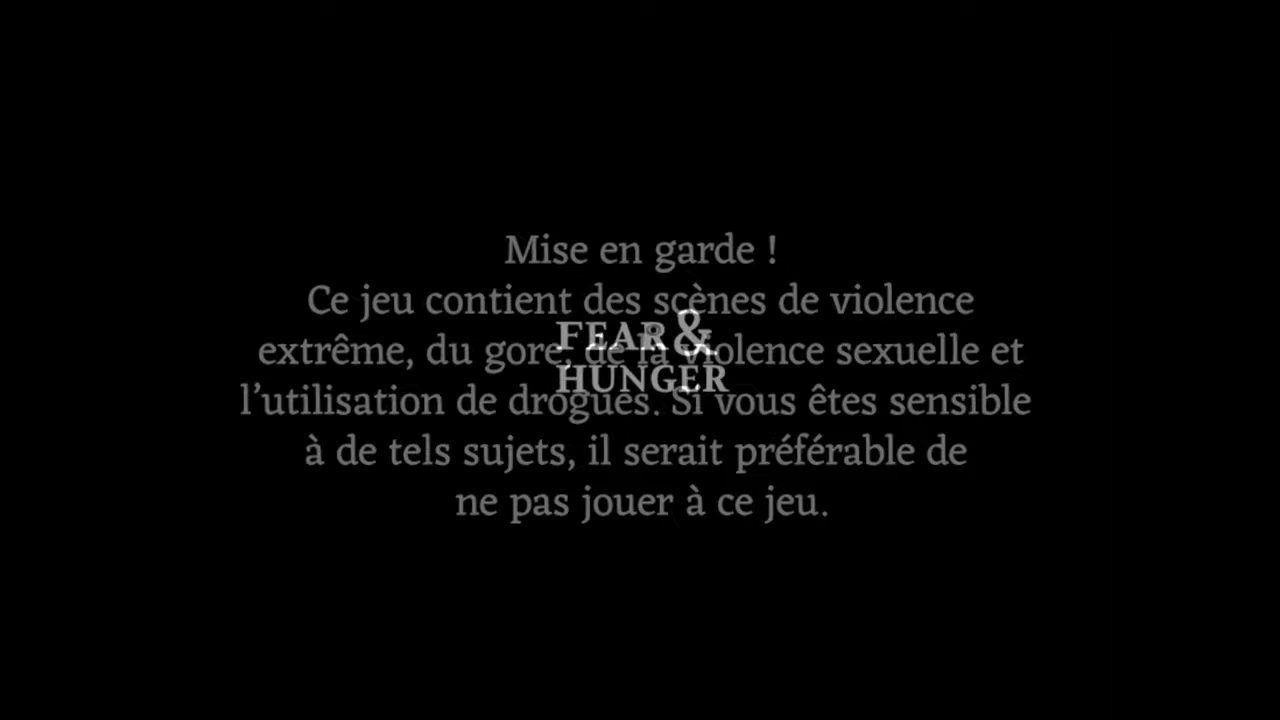 Mise en garde !
Ce jeu contient des scènes de violence
extrême, du gore, de la violence sexuelle et
l’utilisation de drogues. Si vous êtes sensible
à de tels sujets, il serait préférable de
ne pas jouer à ce jeu.
FEAR &
HUNGER